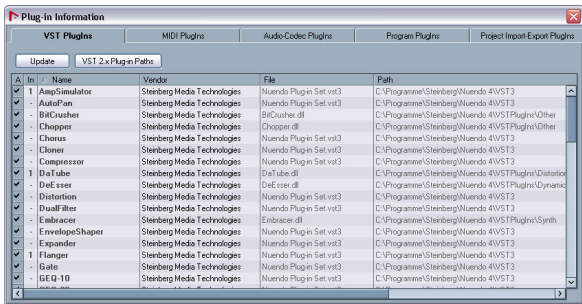 Plug-in Information
VST PlugIns MIDI PlugIns Audio-Codec PlugIns Program PlugIns Project Import-Export PlugIns
Update VST 2.x Plug-in Paths
A In Name Vendor File Path
1 AmpSimulator Steinberg Media Technologies Nuendo Plug-in Set.vst3 C:\Programme\Steinberg\Nuendo 4\VST3
- AutoPan Steinberg Media Technologies Nuendo Plug-in Set.vst3 C:\Programme\Steinberg\Nuendo 4\VST3
- BitCrusher Steinberg Media Technologies BitCrusher.dll C:\Programme\Steinberg\Nuendo 4\VSTPlugIns\Other
- Chopper Steinberg Media Technologies Chopper.dll C:\Programme\Steinberg\Nuendo 4\VSTPlugIns\Other
- Chorus Steinberg Media Technologies Nuendo Plug-in Set.vst3 C:\Programme\Steinberg\Nuendo 4\VST3
- Cloner Steinberg Media Technologies Nuendo Plug-in Set.vst3 C:\Programme\Steinberg\Nuendo 4\VST3
- Compressor Steinberg Media Technologies Nuendo Plug-in Set.vst3 C:\Programme\Steinberg\Nuendo 4\VST3
1 DaTube Steinberg Media Technologies DaTube.dll C:\Programme\Steinberg\Nuendo 4\VSTPlugIns\Distortion
- DeEsser Steinberg Media Technologies DeEsser.dll C:\Programme\Steinberg\Nuendo 4\VSTPlugIns\Dynamic
- Distortion Steinberg Media Technologies Nuendo Plug-in Set.vst3 C:\Programme\Steinberg\Nuendo 4\VST3
- DualFilter Steinberg Media Technologies Nuendo Plug-in Set.vst3 C:\Programme\Steinberg\Nuendo 4\VST3
- Embracer Steinberg Media Technologies Embracer.dll C:\Programme\Steinberg\Nuendo 4\VSTPlugIns\Synth
- EnvelopeShaper Steinberg Media Technologies Nuendo Plug-in Set.vst3 C:\Programme\Steinberg\Nuendo 4\VST3
- Expander Steinberg Media Technologies Nuendo Plug-in Set.vst3 C:\Programme\Steinberg\Nuendo 4\VST3
1 Flanger Steinberg Media Technologies Nuendo Plug-in Set.vst3 C:\Programme\Steinberg\Nuendo 4\VST3
- Gate Steinberg Media Technologies Nuendo Plug-in Set.vst3 C:\Programme\Steinberg\Nuendo 4\VST3
- GEQ-10 Steinberg Media Technologies Nuendo Plug-in Set.vst3 C:\Programme\Steinberg\Nuendo 4\VST3